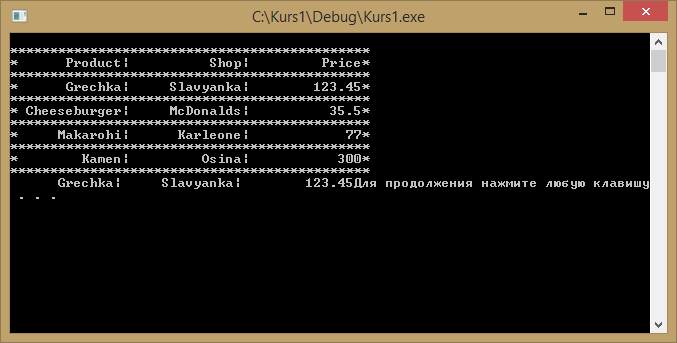 C:\Kurs1\Debug\Kurs1.exe
*********************************************
*      Product¦          Shop¦         Price*
*********************************************
*      Grechka¦     Slavyanka¦        123.45*
*********************************************
* Cheeseburger¦     McDonalds¦          35.5*
*********************************************
*     Makarohi¦      Karleone¦            77*
*********************************************
*        Kamen¦         Osina¦           300*
*********************************************
      Grechka¦     Slavyanka¦        123.45Для продолжения нажмите любую клавишу
 . . .